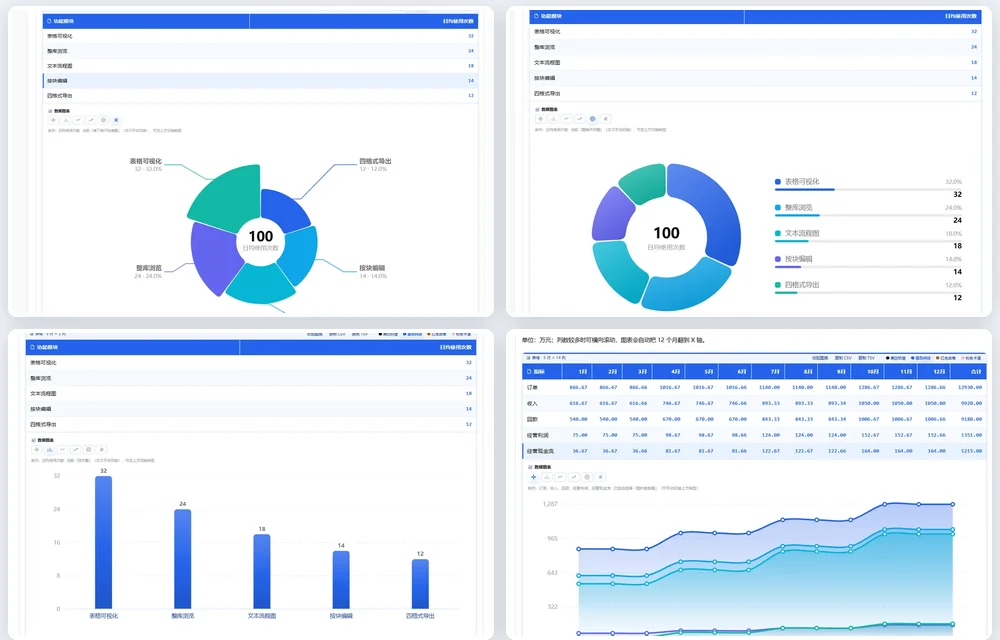 功能模块 日均使用次数
表格可视化 32
整库浏览 24
文本流程图 18
按块编辑 14
四格式导出 12
数据图表
表格可视化
32 · 32.0%
四格式导出
12 · 12.0%
100
日均使用次数
整库浏览
24 · 24.0%
按块编辑
14 · 14.0%
功能模块 日均使用次数
表格可视化 32
整库浏览 24
文本流程图 18
按块编辑 14
四格式导出 12
数据图表
100
日均使用次数
表格可视化 32.0%
32
整库浏览 24.0%
24
文本流程图 18.0%
18
按块编辑 14.0%
14
四格式导出 12.0%
12
功能模块 日均使用次数
表格可视化 32
整库浏览 24
文本流程图 18
按块编辑 14
四格式导出 12
数据图表
32
24
16
8
0
32
24
18
14
12
表格可视化 整库浏览 文本流程图 按块编辑 四格式导出
单位：万元；列数较多时可横向滚动，图表会自动把 12 个月翻到 X 轴。
指标 1月 2月 3月 4月 5月 6月 7月 8月 9月 10月 11月 12月 合计
订单 866.67 866.67 866.66 1016.67 1016.67 1016.66 1140.00 1140.00 1140.00 1286.67 1286.67 1286.66 12930.00
收入 616.67 616.67 616.66 746.67 746.67 746.66 893.33 893.33 893.34 1050.00 1050.00 1050.00 9920.00
回款 540.00 540.00 540.00 670.00 670.00 670.00 843.33 843.33 843.34 1006.67 1006.67 1006.66 9180.00
经营利润 75.00 75.00 75.00 98.67 98.67 98.66 124.00 124.00 124.00 152.67 152.67 152.66 1351.00
经营现金流 36.67 36.67 36.66 81.67 81.67 81.66 122.67 122.67 122.66 164.00 164.00 164.00 1215.00
数据图表
1,287
965
643
322